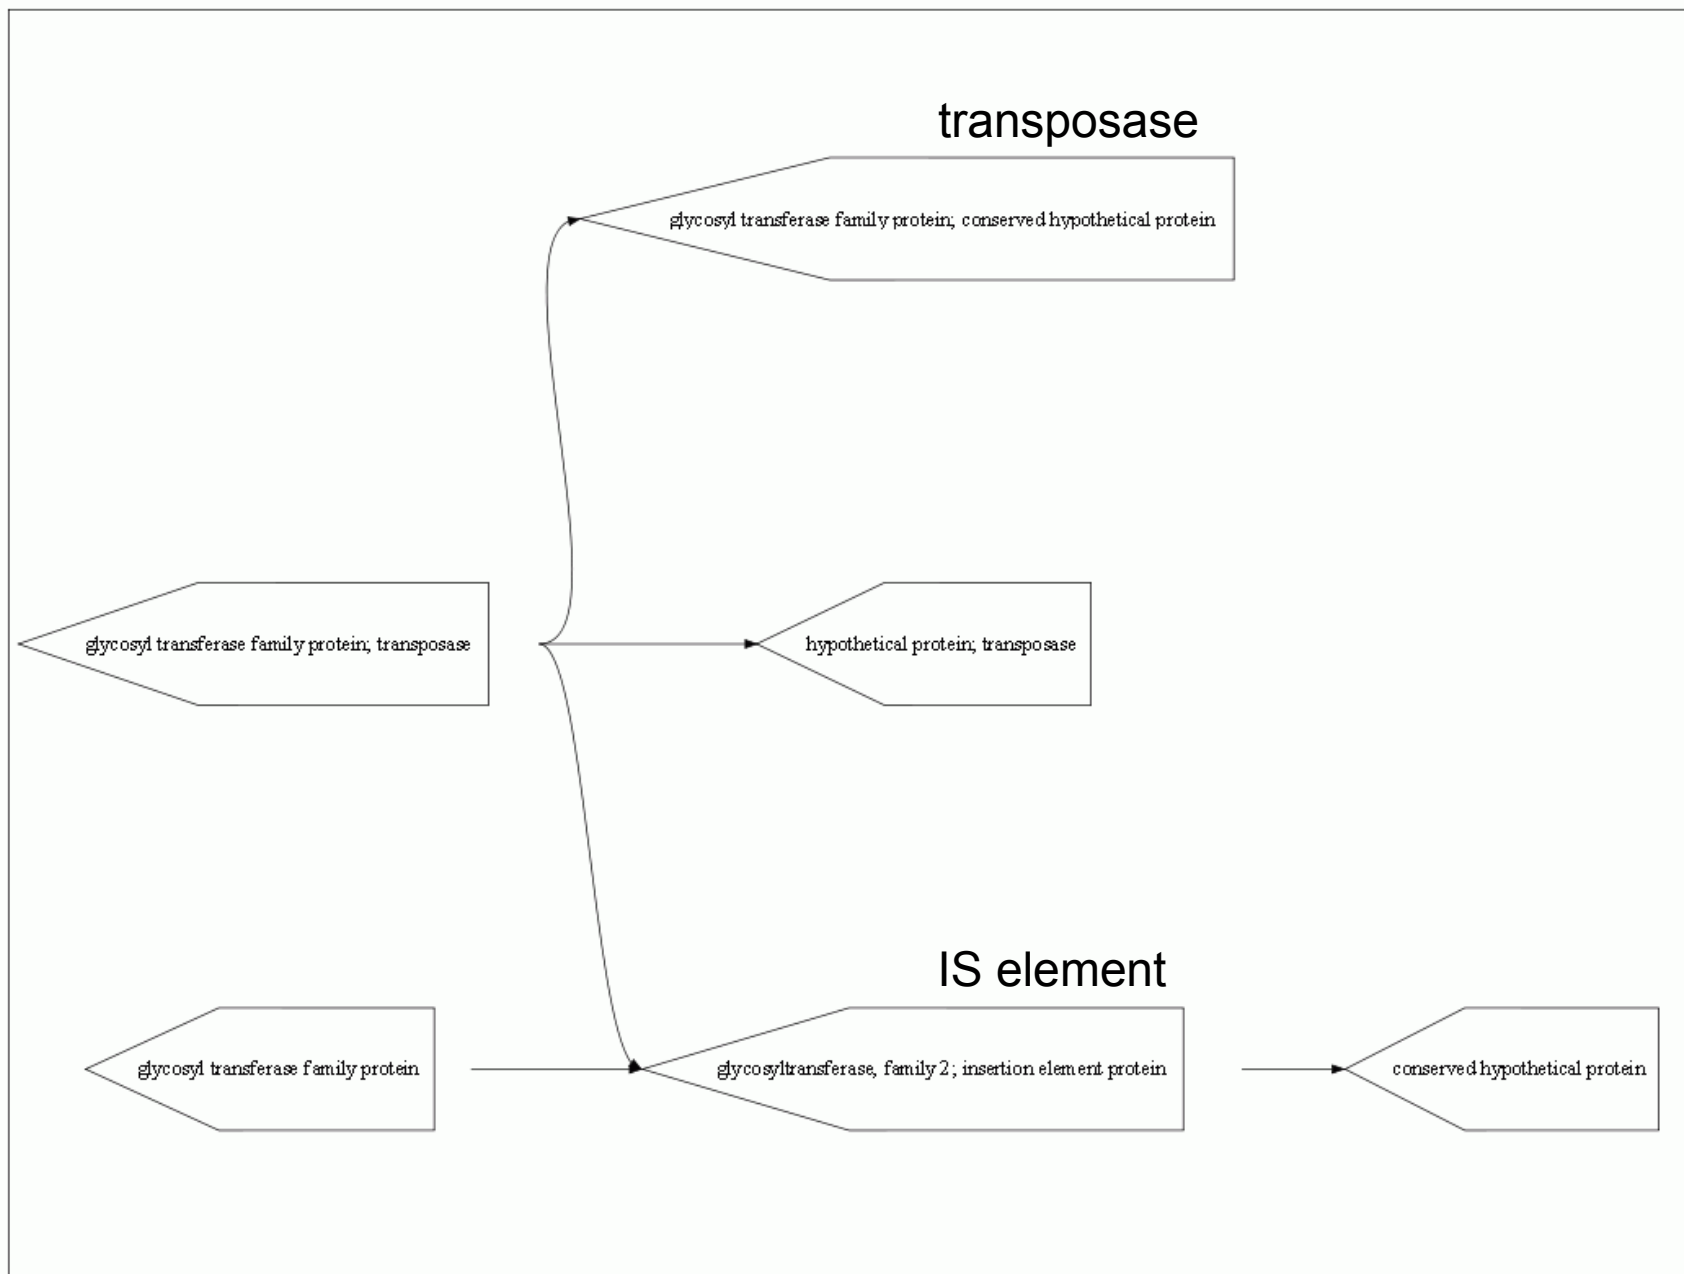 transposase
glycosyl transferase family protein; conserved hypothetical protein
glycosyl transferase family protein; transposase
hypothetical protein; transposase
IS element
glycosyl transferase family protein
glycosyltransferase, family 2; insertion element protein
conserved hypothetical protein